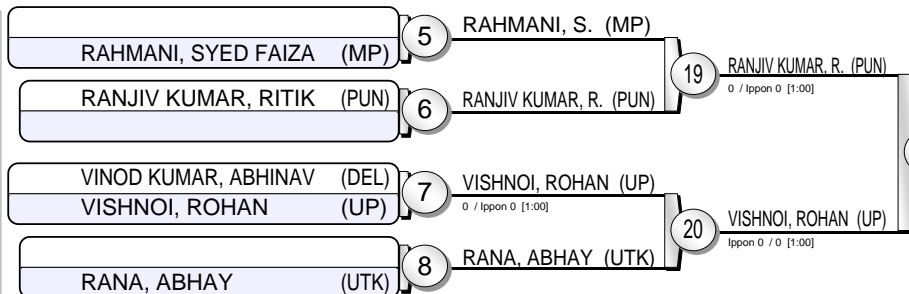 RAHMANI, SYED FAIZA (MP)
5
RAHMANI, S. (MP)
RANJIV KUMAR, RITIK (PUN)
6
RANJIV KUMAR, R. (PUN)
19
RANJIV KUMAR, R. (PUN)
0 / Ippon 0 [1:00]
VINOD KUMAR, ABHINAV (DEL)
VISHNOI, ROHAN (UP)
7
VISHNOI, ROHAN (UP)
0 / Ippon 0 [1:00]
RANA, ABHAY (UTK)
8
RANA, ABHAY (UTK)
20
VISHNOI, ROHAN (UP)
Ippon 0 / 0 [1:00]